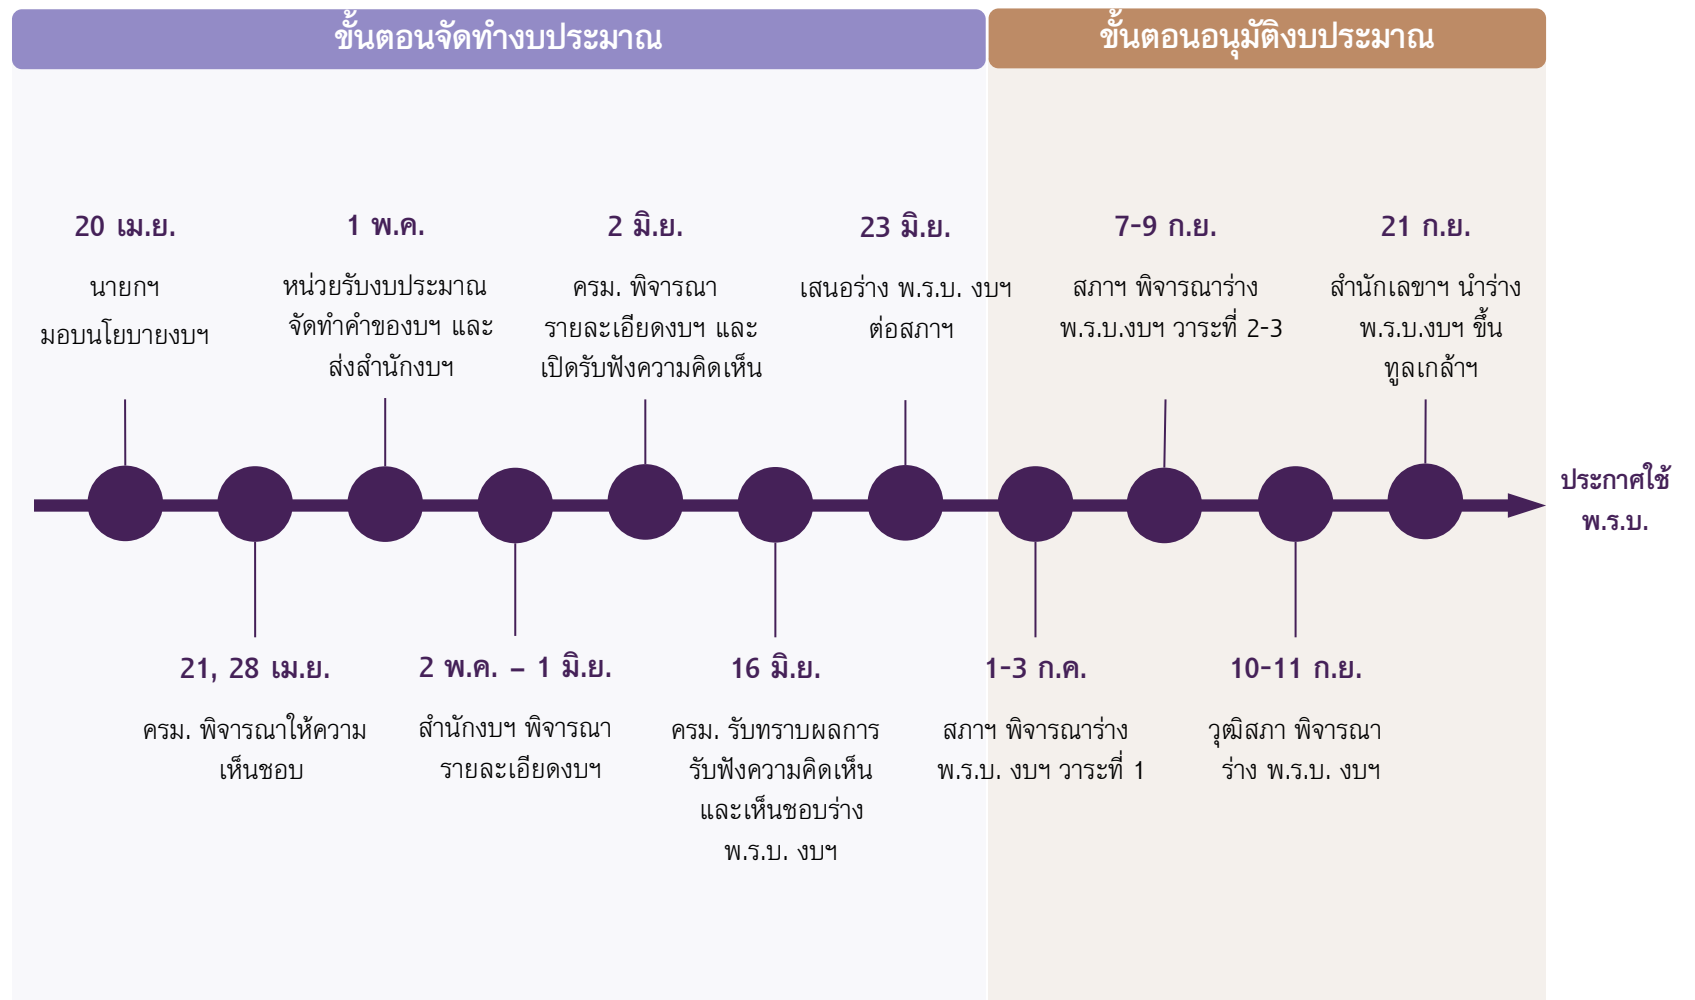 ขั้นตอนจัดทำงบประมาณ
ขั้นตอนอนุมัติงบประมาณ
20 เม.ย.
นายกฯ
มอบนโยบายงบฯ
1 พ.ค.
หน่วยรับงบประมาณ
จัดทำคำของบฯ และ
ส่งสำนักงบฯ
2 มิ.ย.
ครม. พิจารณา
รายละเอียดงบฯ และ
เปิดรับฟังความคิดเห็น
23 มิ.ย.
เสนอร่าง พ.ร.บ. งบฯ
ต่อสภาฯ
7-9 ก.ย.
สภาฯ พิจารณาร่าง
พ.ร.บ.งบฯ วาระที่ 2-3
21 ก.ย.
สำนักเลขาฯ นำร่าง
พ.ร.บ.งบฯ ขึ้น
ทูลเกล้าฯ
ประกาศใช้
พ.ร.บ.
21, 28 เม.ย.
ครม. พิจารณาให้ความ
เห็นชอบ
2 พ.ค. – 1 มิ.ย.
สำนักงบฯ พิจารณา
รายละเอียดงบฯ
16 มิ.ย.
ครม. รับทราบผลการ
รับฟังความคิดเห็น
และเห็นชอบร่าง
พ.ร.บ. งบฯ
1-3 ก.ค.
สภาฯ พิจารณาร่าง
พ.ร.บ. งบฯ วาระที่ 1
10-11 ก.ย.
วุฒิสภา พิจารณา
ร่าง พ.ร.บ. งบฯ